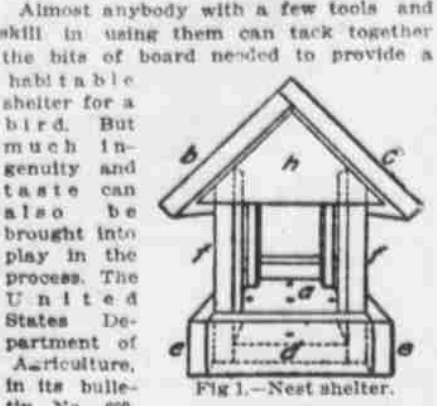 Almost anybody with a few tools and
skill in using them can tack together
the bits of board needed to provide a
habitable
shelter for a
bird. But
much in-
genuity and
taste can
also be
brought into
play in the
process. The
United
States De-
partment of
Agriculture,
in its bulle-
tin No.
b
h
c
f
f
a
d
e
e
Fig 1.—Nest shelter.